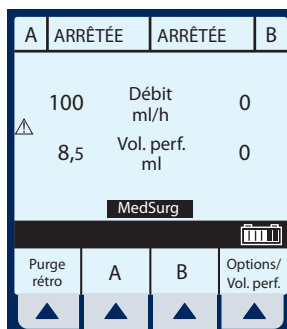 A ARRÊTÉE ARRÊTÉE B
100 Débit ml/h 0
8,5 Vol. perf. ml 0
MedSurg
Purge rétro A B Options/ Vol. perf.